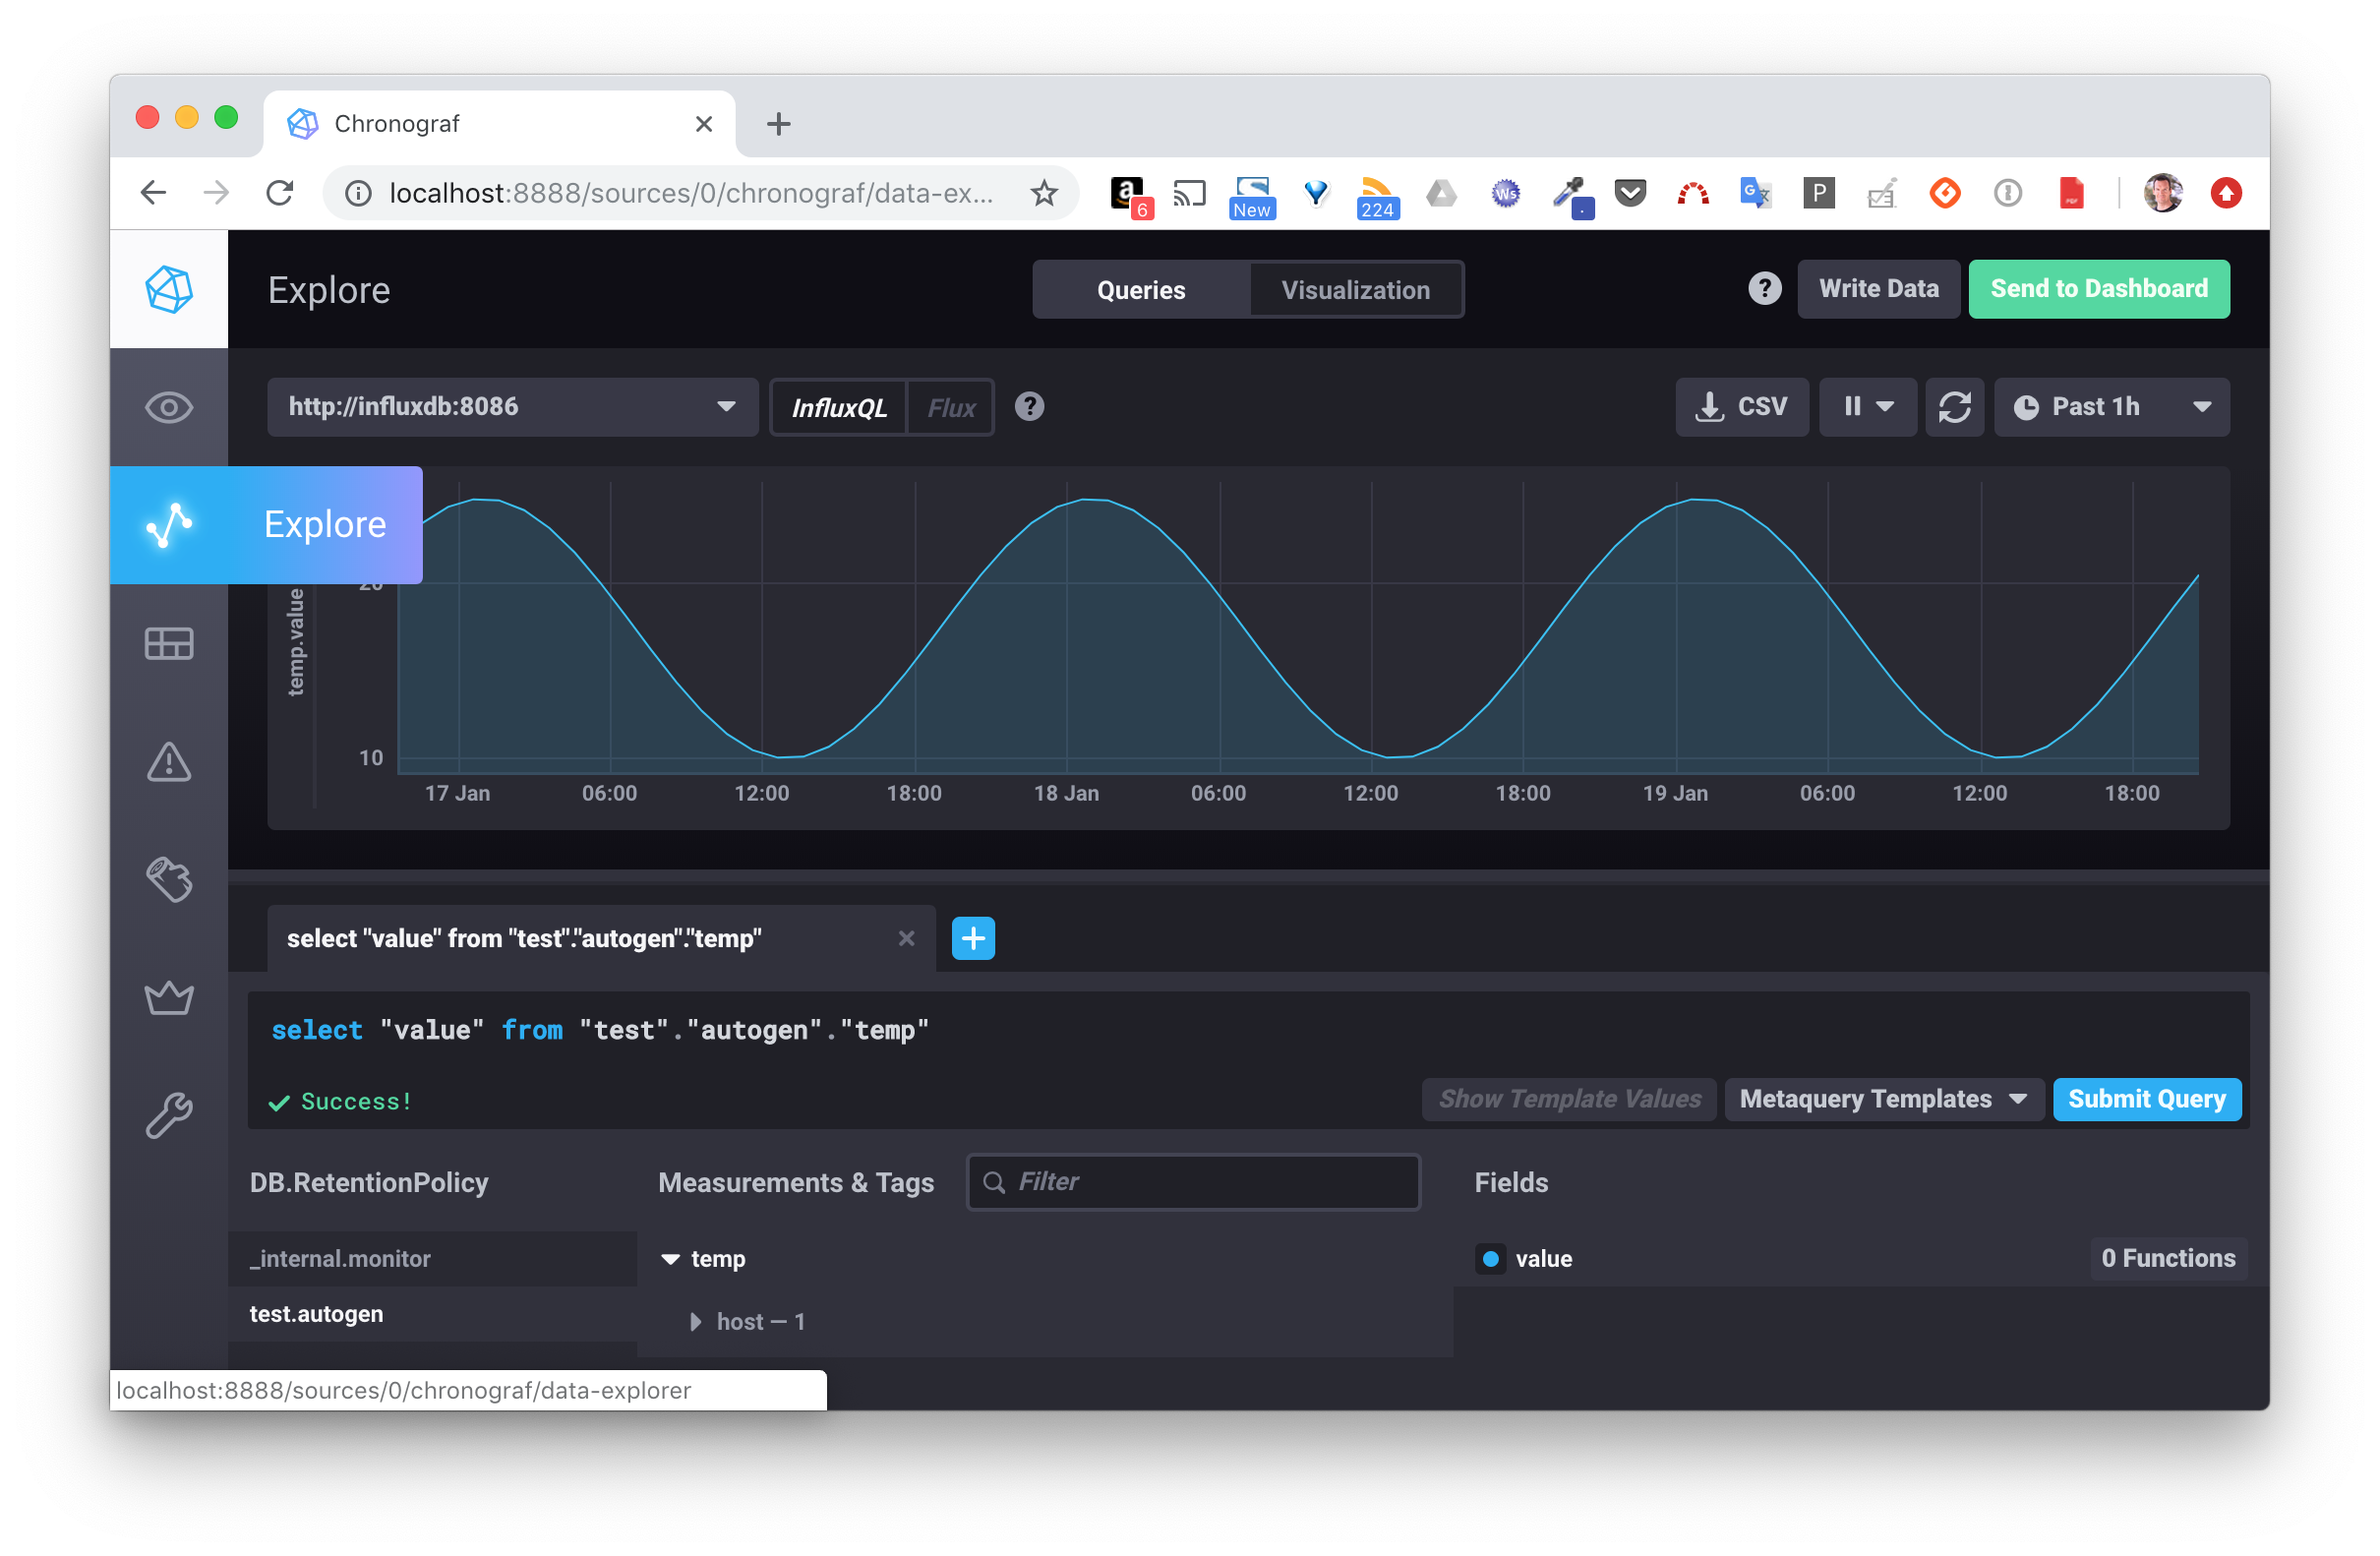 Chronograf
localhost:8888/sources/0/chronograf/data-ex...
6
New
224
Ws
.
G
P
PDF
Explore
Queries
Visualization
?
Write Data
Send to Dashboard
http://influxdb:8086
InfluxQL
Flux
?
CSV
Past 1h
Explore
temp.value
20
10
17 Jan
06:00
12:00
18:00
18 Jan
06:00
12:00
18:00
19 Jan
06:00
12:00
18:00
select "value" from "test"."autogen"."temp"
select "value" from "test"."autogen"."temp"
Success!
Show Template Values
Metaquery Templates
Submit Query
DB.RetentionPolicy
Measurements & Tags
Filter
Fields
_internal.monitor
temp
value
0 Functions
test.autogen
host — 1
localhost:8888/sources/0/chronograf/data-explorer